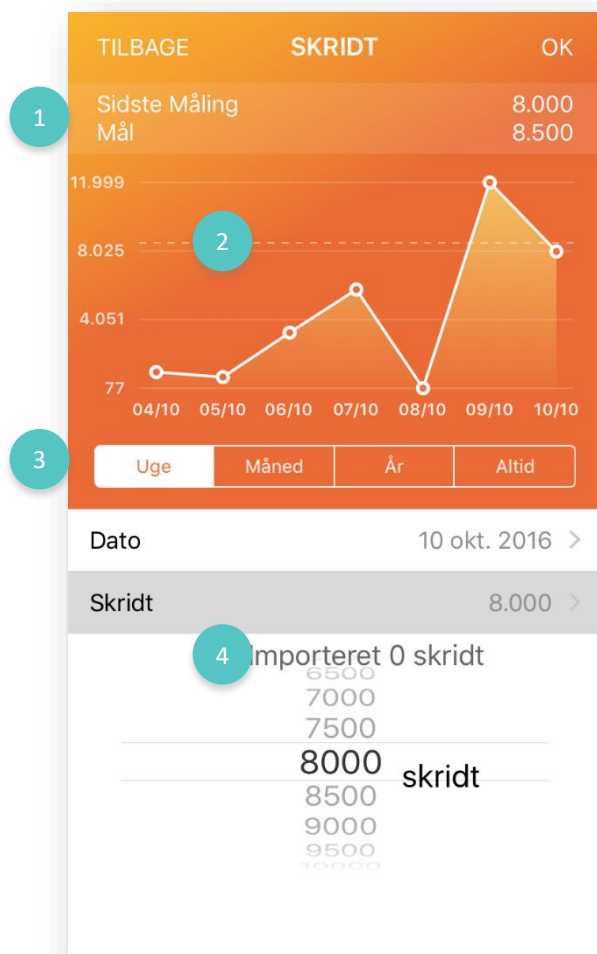 TILBAGE SKRIDT OK
1 Sidste Måling 8.000
Mål 8.500
11.999
2
8.025
4.051
77
04/10 05/10 06/10 07/10 08/10 09/10 10/10
3 Uge Måned År Altid
Dato 10 okt. 2016 >
Skridt 8.000 >
4 Importeret 0 skridt
6500
7000
7500
8000 skridt
8500
9000
9500
10000